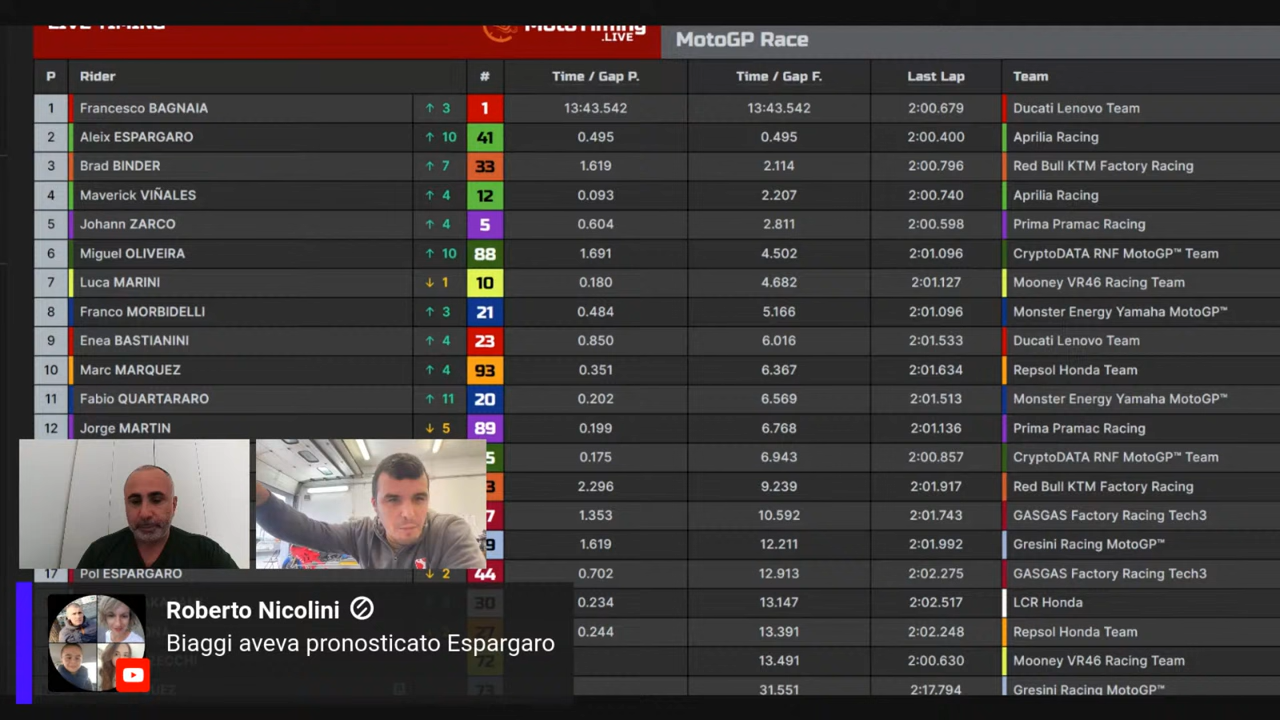 LIVE TIMING
MotoTiming
.LIVE
MotoGP Race
P Rider # Time / Gap P. Time / Gap F. Last Lap Team
1 Francesco BAGNAIA ↑ 3 1 13:43.542 13:43.542 2:00.679 Ducati Lenovo Team
2 Aleix ESPARGARO ↑ 10 41 0.495 0.495 2:00.400 Aprilia Racing
3 Brad BINDER ↑ 7 33 1.619 2.114 2:00.796 Red Bull KTM Factory Racing
4 Maverick VIÑALES ↑ 4 12 0.093 2.207 2:00.740 Aprilia Racing
5 Johann ZARCO ↑ 4 5 0.604 2.811 2:00.598 Prima Pramac Racing
6 Miguel OLIVEIRA ↑ 10 88 1.691 4.502 2:01.096 CryptoDATA RNF MotoGP™ Team
7 Luca MARINI ↓ 1 10 0.180 4.682 2:01.127 Mooney VR46 Racing Team
8 Franco MORBIDELLI ↑ 3 21 0.484 5.166 2:01.096 Monster Energy Yamaha MotoGP™
9 Enea BASTIANINI ↑ 4 23 0.850 6.016 2:01.533 Ducati Lenovo Team
10 Marc MARQUEZ ↑ 4 93 0.351 6.367 2:01.634 Repsol Honda Team
11 Fabio QUARTARARO ↑ 11 20 0.202 6.569 2:01.513 Monster Energy Yamaha MotoGP™
12 Jorge MARTIN ↓ 5 89 0.199 6.768 2:01.136 Prima Pramac Racing
5 0.175 6.943 2:00.857 CryptoDATA RNF MotoGP™ Team
3 2.296 9.239 2:01.917 Red Bull KTM Factory Racing
7 1.353 10.592 2:01.743 GASGAS Factory Racing Tech3
9 1.619 12.211 2:01.992 Gresini Racing MotoGP™
17 Pol ESPARGARO ↓ 2 44 0.702 12.913 2:02.275 GASGAS Factory Racing Tech3
30 0.234 13.147 2:02.517 LCR Honda
27 0.244 13.391 2:02.248 Repsol Honda Team
72 13.491 2:00.630 Mooney VR46 Racing Team
73 31.551 2:17.794 Gresini Racing MotoGP™
Roberto Nicolini
Biaggi aveva pronosticato Espargaro